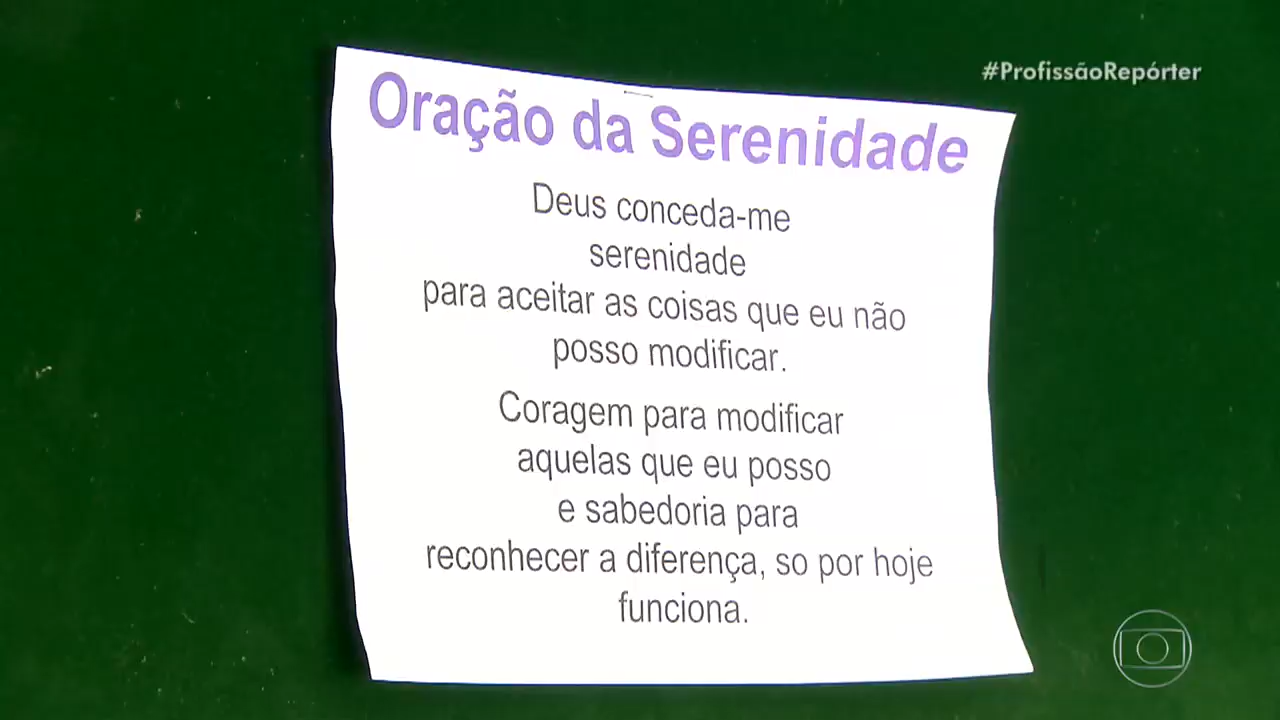 #ProfissãoRepórter
Oração da Serenidade
Deus conceda-me
serenidade
para aceitar as coisas que eu não
posso modificar.
Coragem para modificar
aquelas que eu posso
e sabedoria para
reconhecer a diferença, so por hoje
funciona.